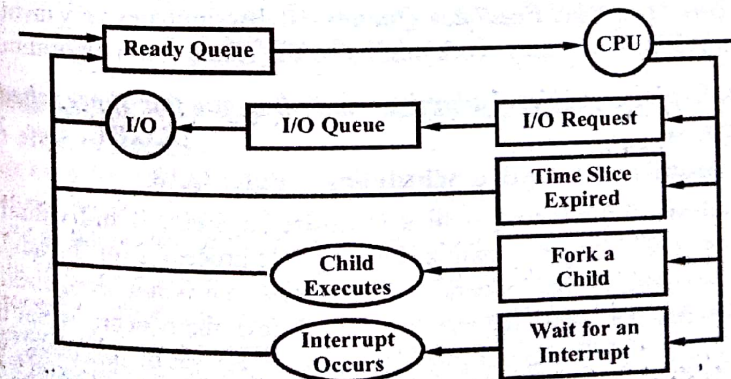 Ready Queue
CPU
I/O
I/O Queue
I/O Request
Time Slice
Expired
Child
Executes
Fork a
Child
Interrupt
Occurs
Wait for an
Interrupt